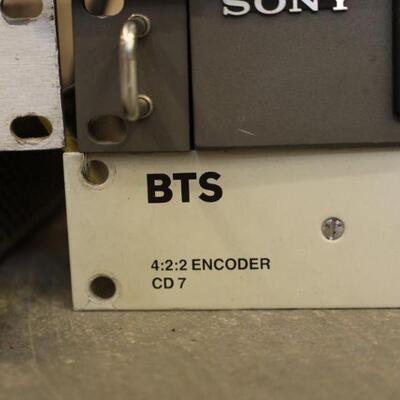 SONY
BTS
4:2:2 ENCODER
CD 7